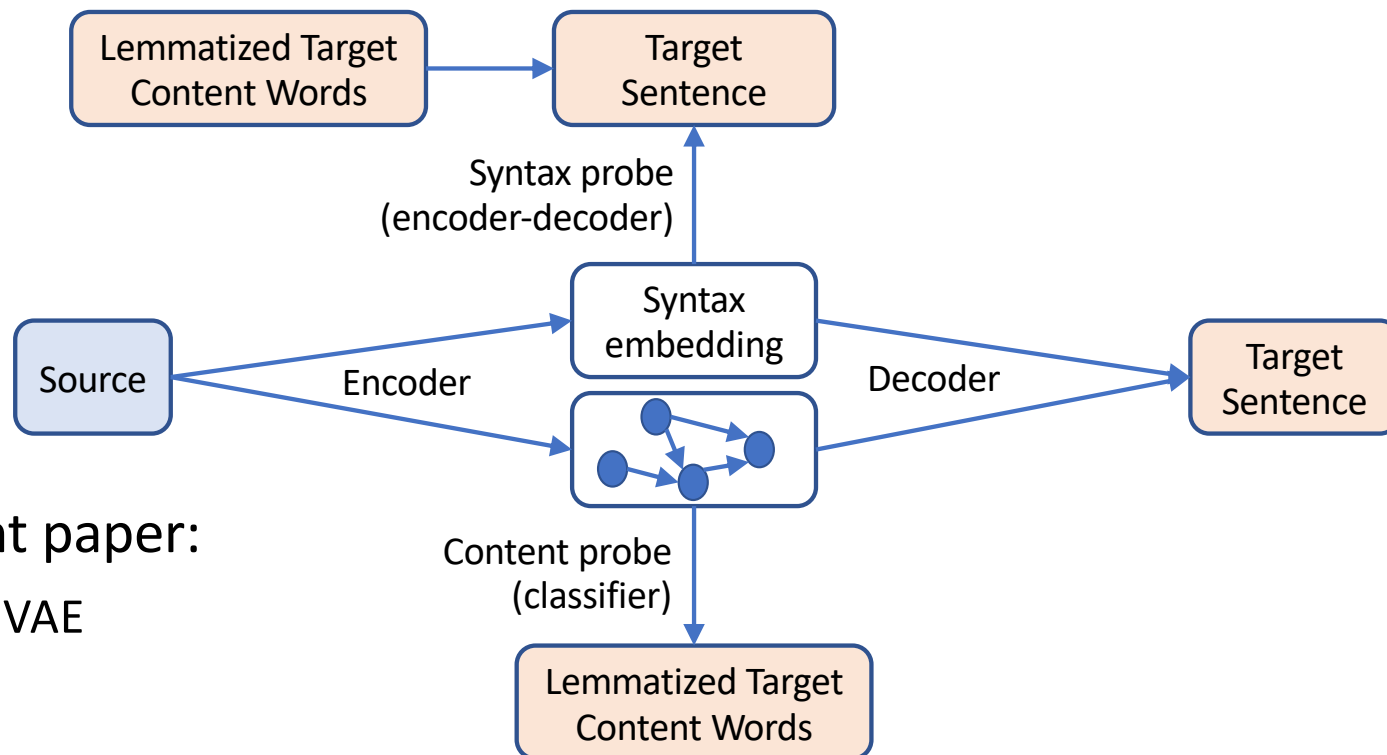 Lemmatized Target
Content Words
Target
Sentence
Syntax probe
(encoder-decoder)
Syntax
embedding
Source
Encoder
Decoder
Target
Sentence
nt paper:
VAE
Content probe
(classifier)
Lemmatized Target
Content Words